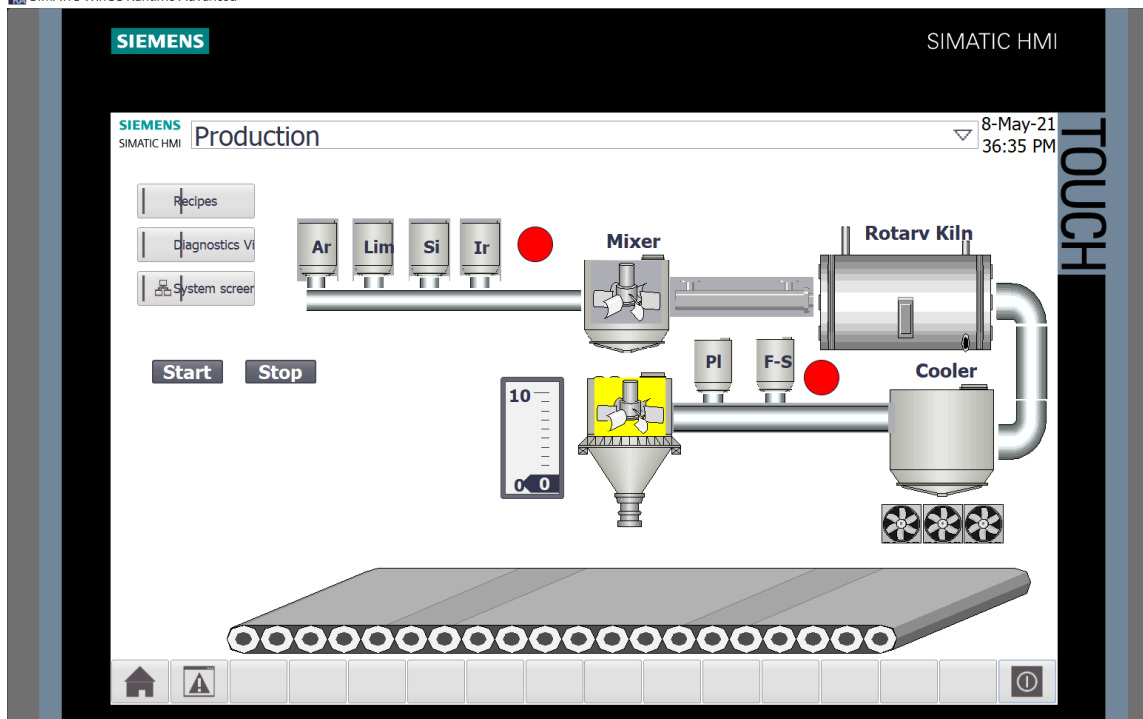 SIEMENS
SIMATIC HMI
SIEMENS
SIMATIC HMI
Production
8-May-21
36:35 PM
TOUCH
Recipes
Diagnostics Vi
System screen
Ar
Lim
Si
Ir
Mixer
Rotary Kiln
Pl
F-S
Cooler
Start
Stop
10
0
0